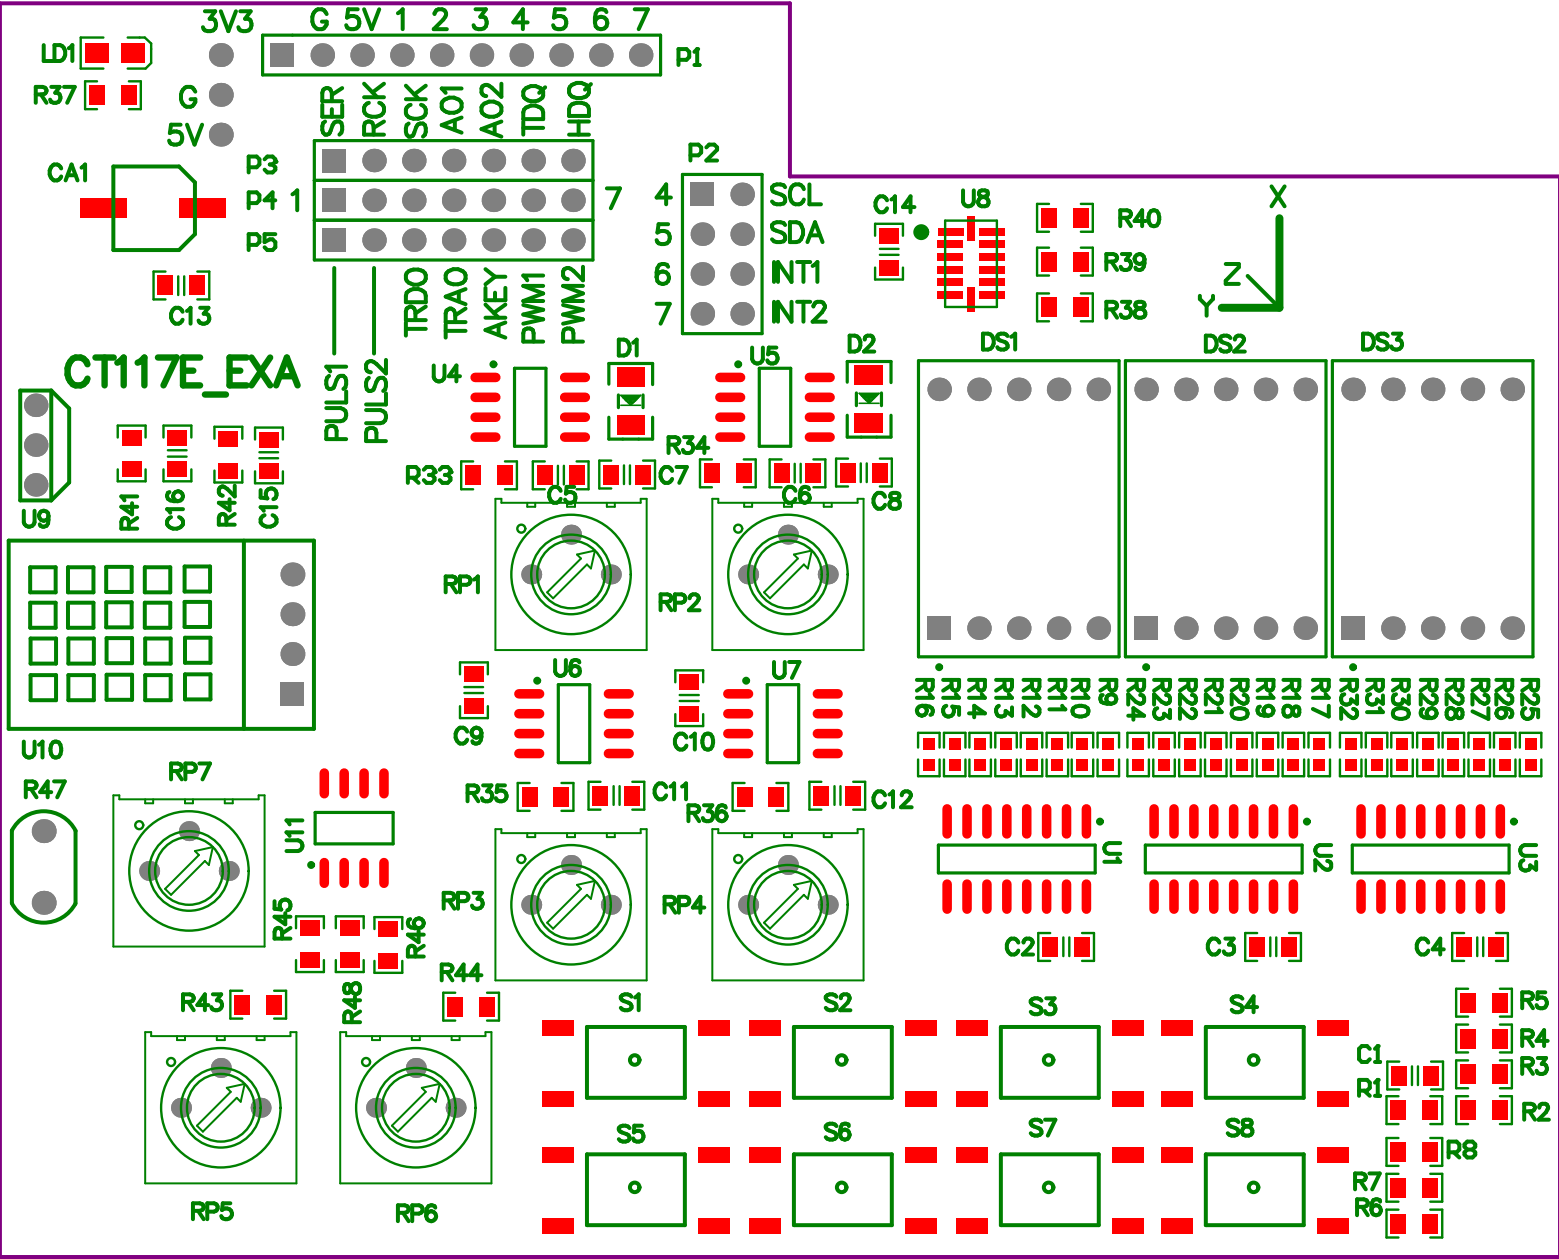 3V3
G 5V 1 2 3 4 5 6 7
LD1
P1
R37
G
5V
SER RCK SCK AO1 AO2 TDQ HDQ
CA1
P3
P4 1 7
P5
P2
4 SCL
5 SDA
6 INT1
7 INT2
C14 U8
R40
R39
R38
X
Z
Y
C13
TRDO TRAO AKEY PWM1 PWM2
PULS1 PULS2
CT117E_EXA
U4 D1 U5 D2
DS1 DS2 DS3
R33 C5 C7 R34 C6 C8
U9 R41 C16 R42 C15
RP1 RP2
U6 U7
C9 C10
R16 R15 R14 R13 R12 R11 R10 R9 R24 R23 R22 R21 R20 R19 R18 R17 R32 R31 R30 R29 R28 R27 R26 R25
U10
R47
RP7
U11
R35 C11 R36 C12
U1 U2 U3
RP3 RP4
R45 R48 R46
R44
R43
C2 C3 C4
S1 S2 S3 S4
R5
R4
R3
C1
R1
R2
S5 S6 S7 S8
R8
R7
R6
RP5 RP6